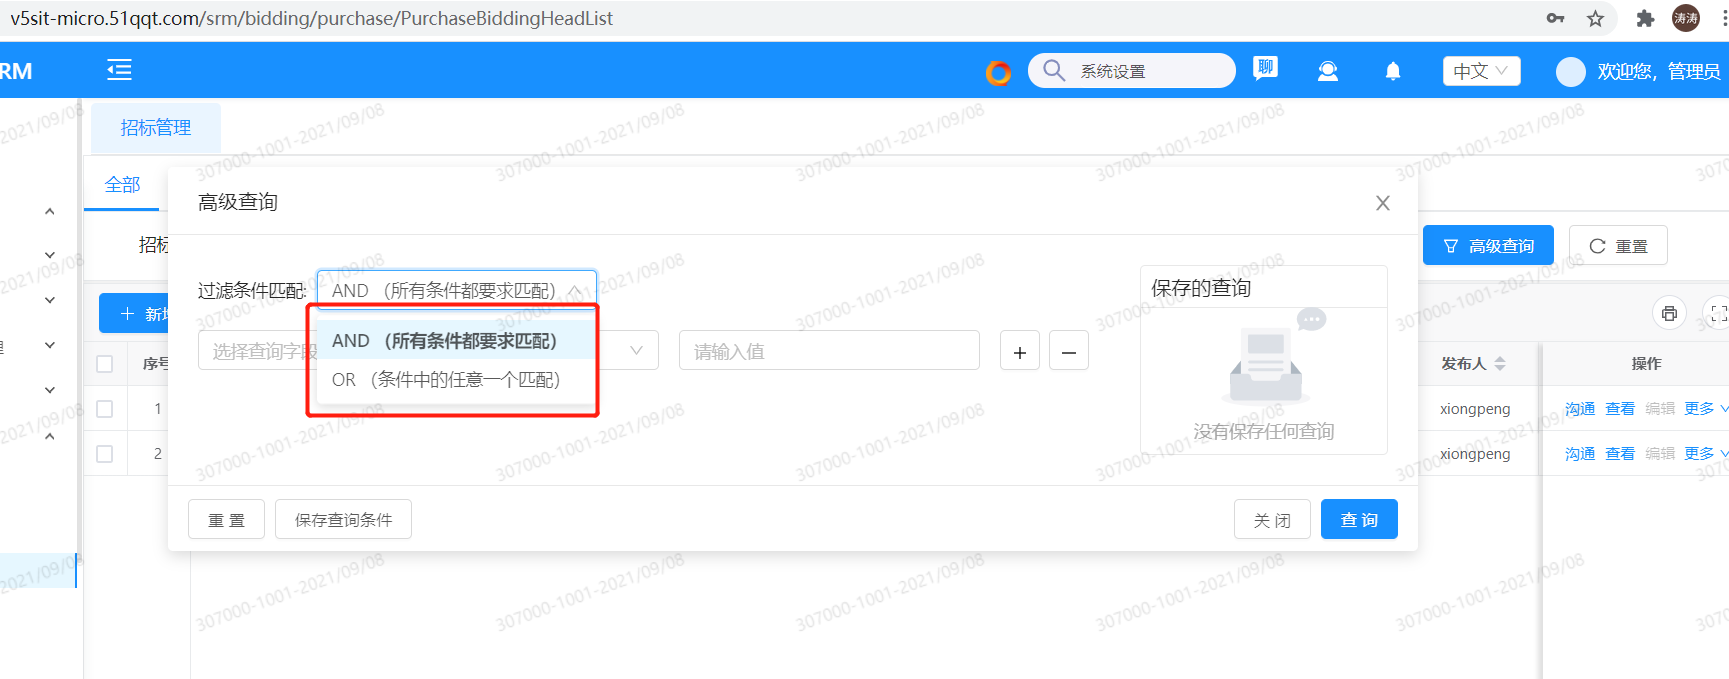 v5sit-micro.51qqt.com/srm/bidding/purchase/PurchaseBiddingHeadList
涛涛
RM
系统设置
聊
中文
欢迎您，管理员
招标管理
全部
高级查询
招标
高级查询
重置
过滤条件匹配:
AND （所有条件都要求匹配）
保存的查询
新增
AND （所有条件都要求匹配）
选择查询字段
请输入值
OR （条件中的任意一个匹配）
理
序号
发布人
操作
1
xiongpeng
沟通 查看 编辑 更多
没有保存任何查询
2
xiongpeng
沟通 查看 编辑 更多
重 置
保存查询条件
关 闭
查 询
307000-1001-2021/09/08